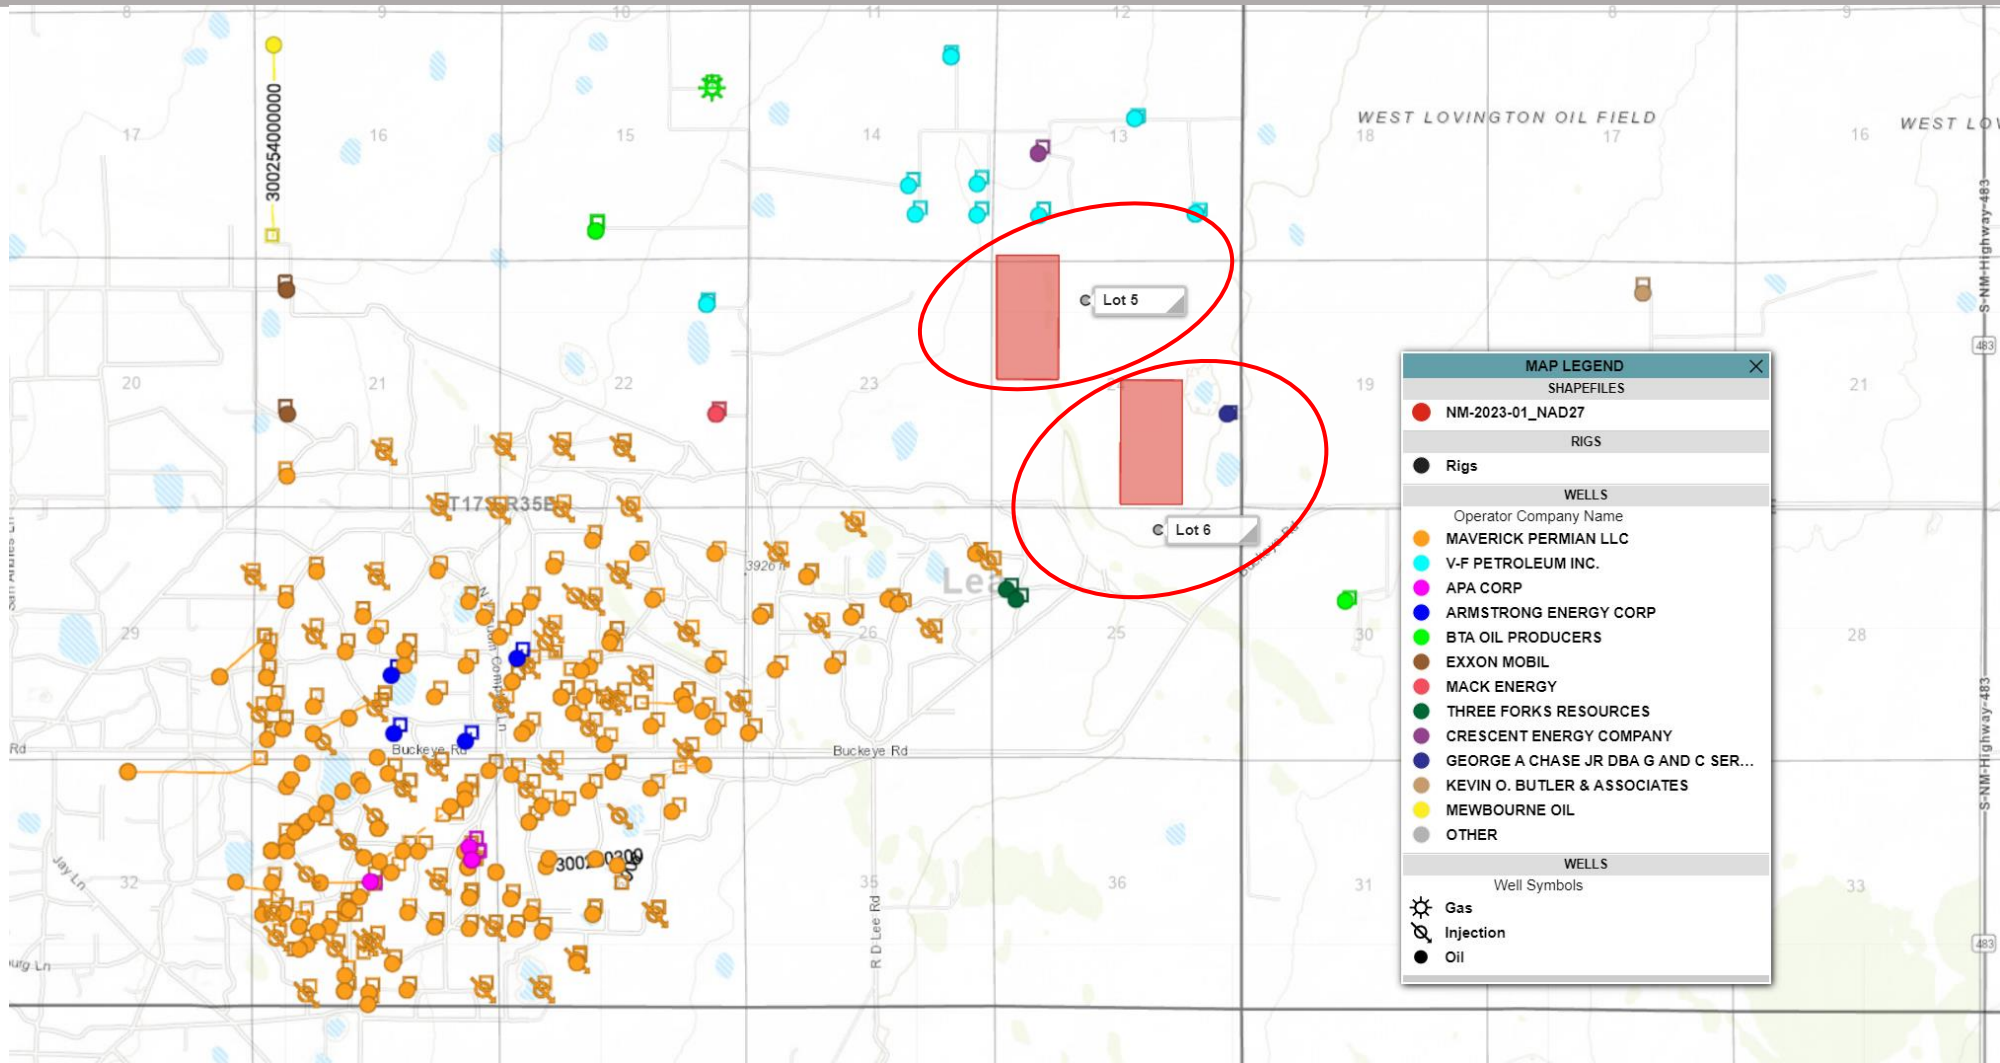 8
9
10
11
12
7
8
9
17
16
15
14
13
18
17
16
WEST LOVINGTON OIL FIELD
WEST LOV
30025400000000
S-NM-Highway-483
483
Lot 5
20
21
22
23
19
21
T17S R35E
Lot 6
Buckeye Rd
3926 ft
Lea
29
26
25
30
28
Rd
Buckeye Rd
Buckeye Rd
S-NM-Highway-483
32
35
36
31
33
Jay Ln
R D Lee Rd
483
MAP LEGEND
SHAPEFILES
NM-2023-01_NAD27
RIGS
Rigs
WELLS
Operator Company Name
MAVERICK PERMIAN LLC
V-F PETROLEUM INC.
APA CORP
ARMSTRONG ENERGY CORP
BTA OIL PRODUCERS
EXXON MOBIL
MACK ENERGY
THREE FORKS RESOURCES
CRESCENT ENERGY COMPANY
GEORGE A CHASE JR DBA G AND C SER...
KEVIN O. BUTLER & ASSOCIATES
MEWBOURNE OIL
OTHER
WELLS
Well Symbols
Gas
Injection
Oil